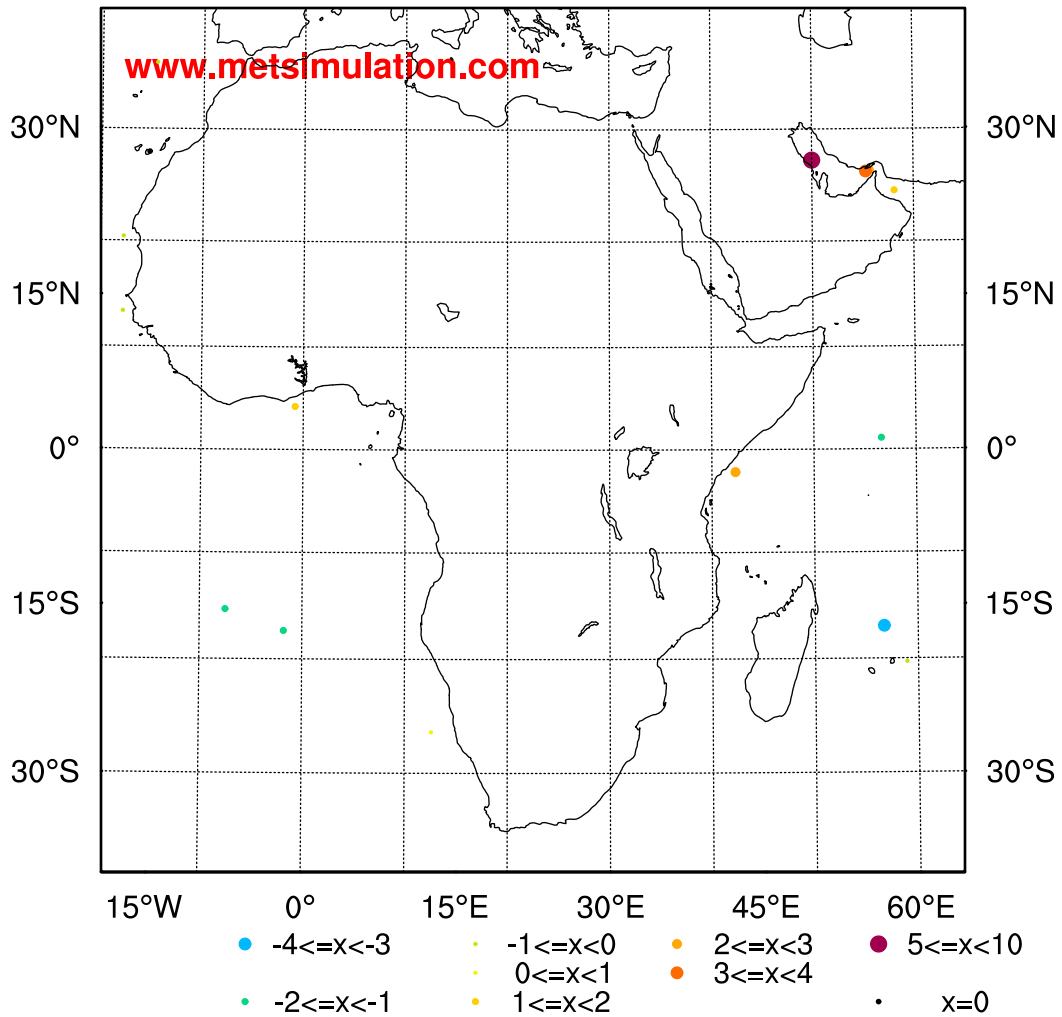 www.metsimulation.com
30°N 30°N
15°N 15°N
0° 0°
15°S 15°S
30°S 30°S
15°W 0° 15°E 30°E 45°E 60°E
-4<=x<-3 -1<=x<0 2<=x<3 5<=x<10
0<=x<1 3<=x<4
-2<=x<-1 1<=x<2 x=0